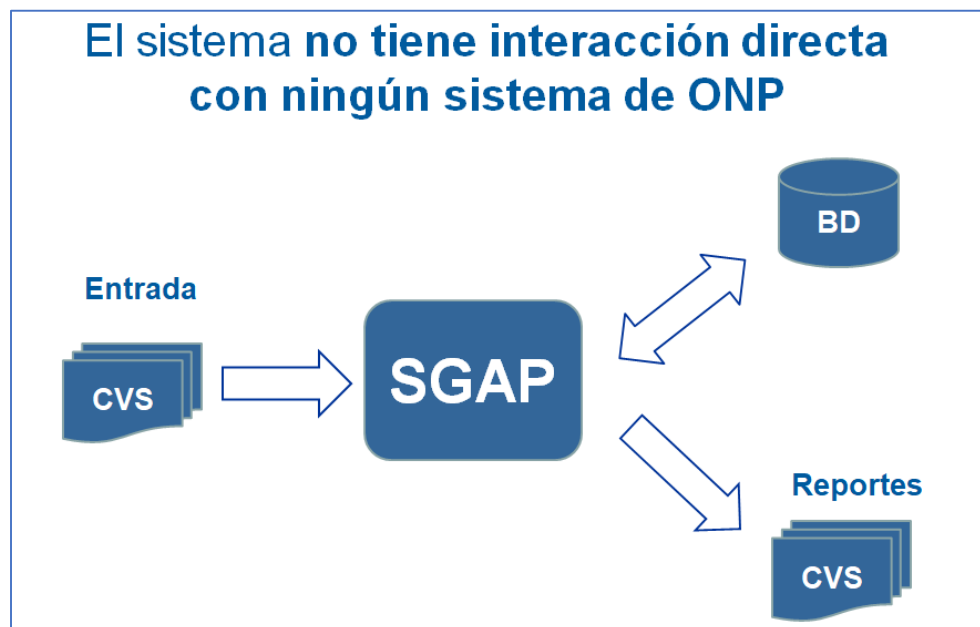 El sistema no tiene interacción directa
con ningún sistema de ONP
BD
Entrada
SGAP
CVS
Reportes
CVS